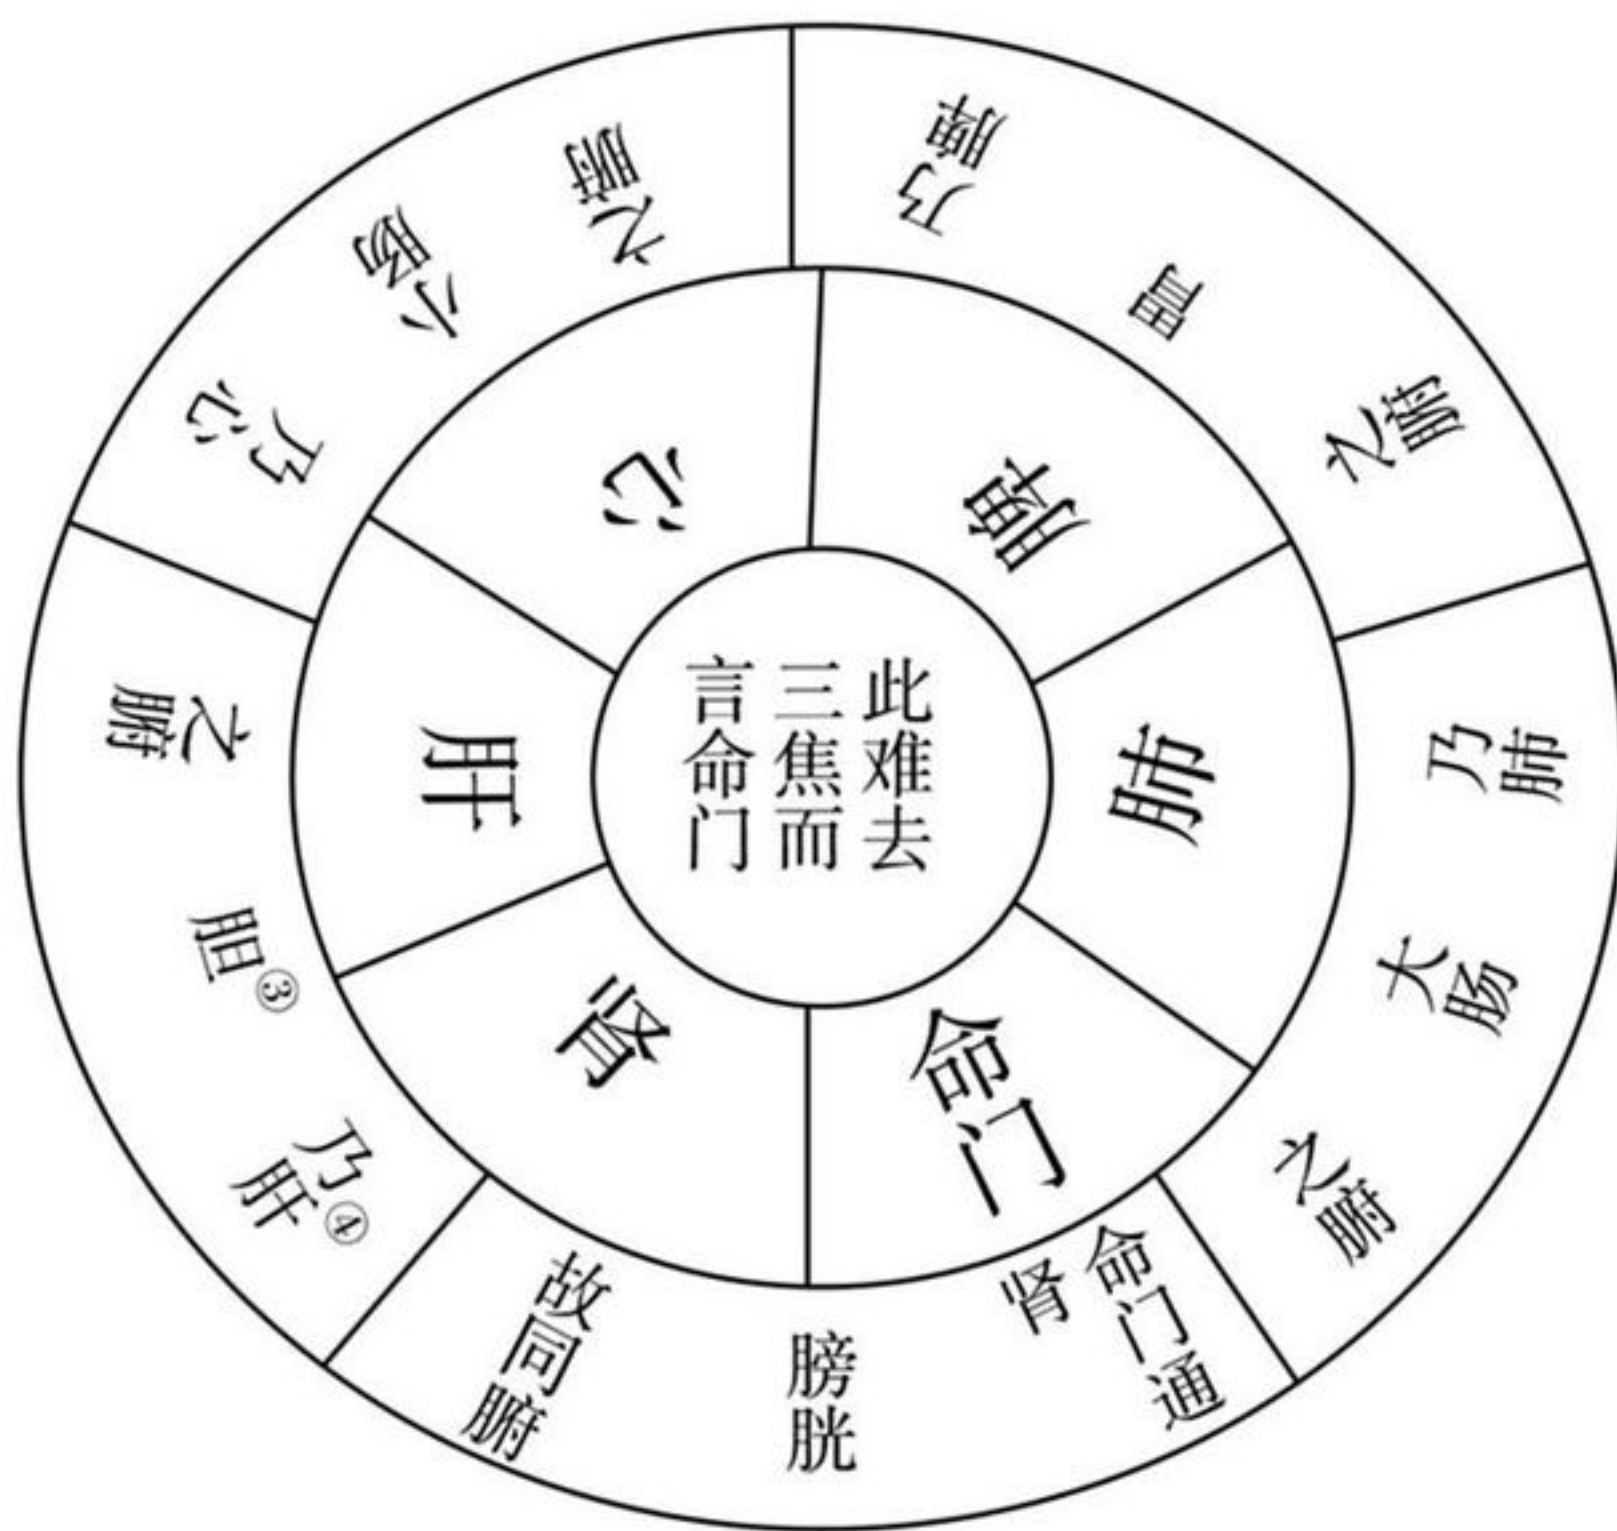 此难去
三焦而
言命门
心
脾
肺
命门
肾
肝
乃心
小肠
之腑
乃脾
胃
之腑
乃肺
大肠
之腑
命门通
肾
膀胱
故同腑
乃肝④
胆③
之腑